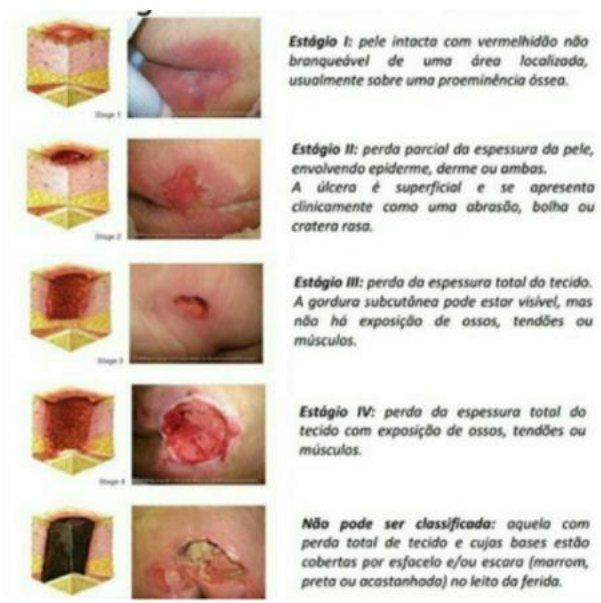 Estágio I: pele intacta com vermelhidão não
branqueável de uma área localizada,
usualmente sobre uma proeminência óssea.
Stage 1
Estágio II: perda parcial da espessura da pele,
envolvendo epiderme, derme ou ambas.
A úlcera é superficial e se apresenta
clinicamente como uma abrasão, bolha ou
cratera rasa.
Stage 2
Estágio III: perda da espessura total do tecido.
A gordura subcutânea pode estar visível, mas
não há exposição de ossos, tendões ou
músculos.
Stage 3
Estágio IV: perda da espessura total do
tecido com exposição de ossos, tendões ou
músculos.
Stage 4
Não pode ser classificada: aquela com
perda total de tecido e cujas bases estão
cobertas por esfacelo e/ou escara (marrom,
preta ou acastanhada) no leito da ferida.